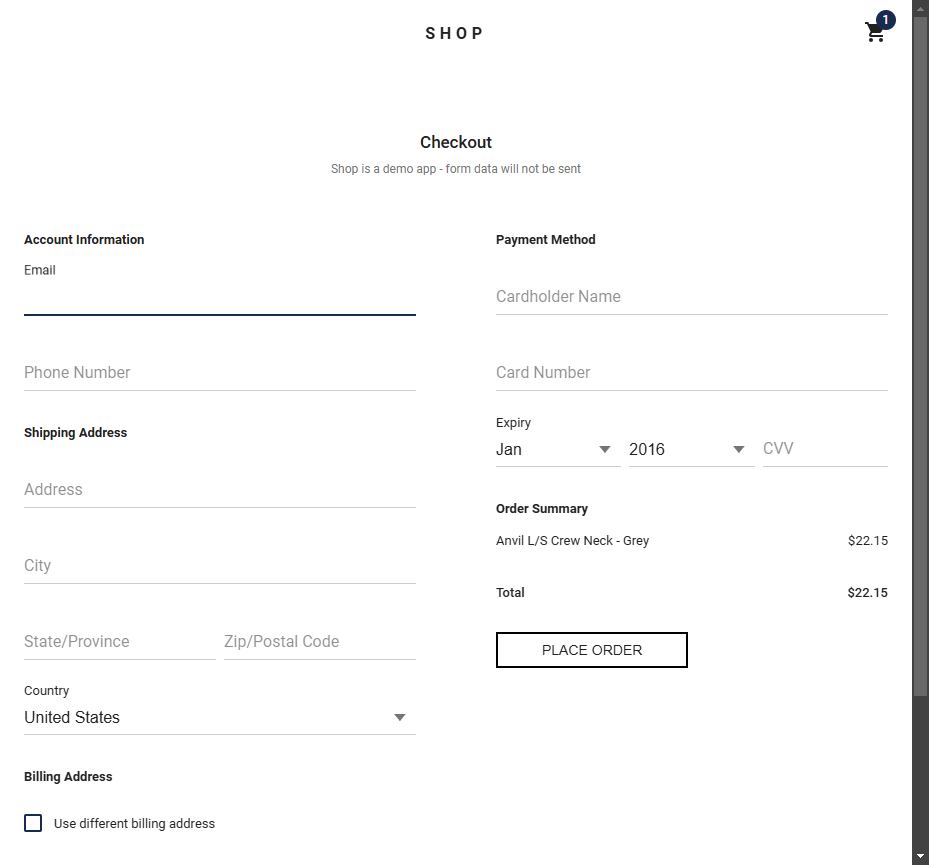 SHOP
1
Checkout
Shop is a demo app - form data will not be sent
Account Information
Email
Phone Number
Shipping Address
Address
City
State/Province Zip/Postal Code
Country
United States
Billing Address
Use different billing address
Payment Method
Cardholder Name
Card Number
Expiry
Jan 2016 CVV
Order Summary
Anvil L/S Crew Neck - Grey $22.15
Total $22.15
PLACE ORDER